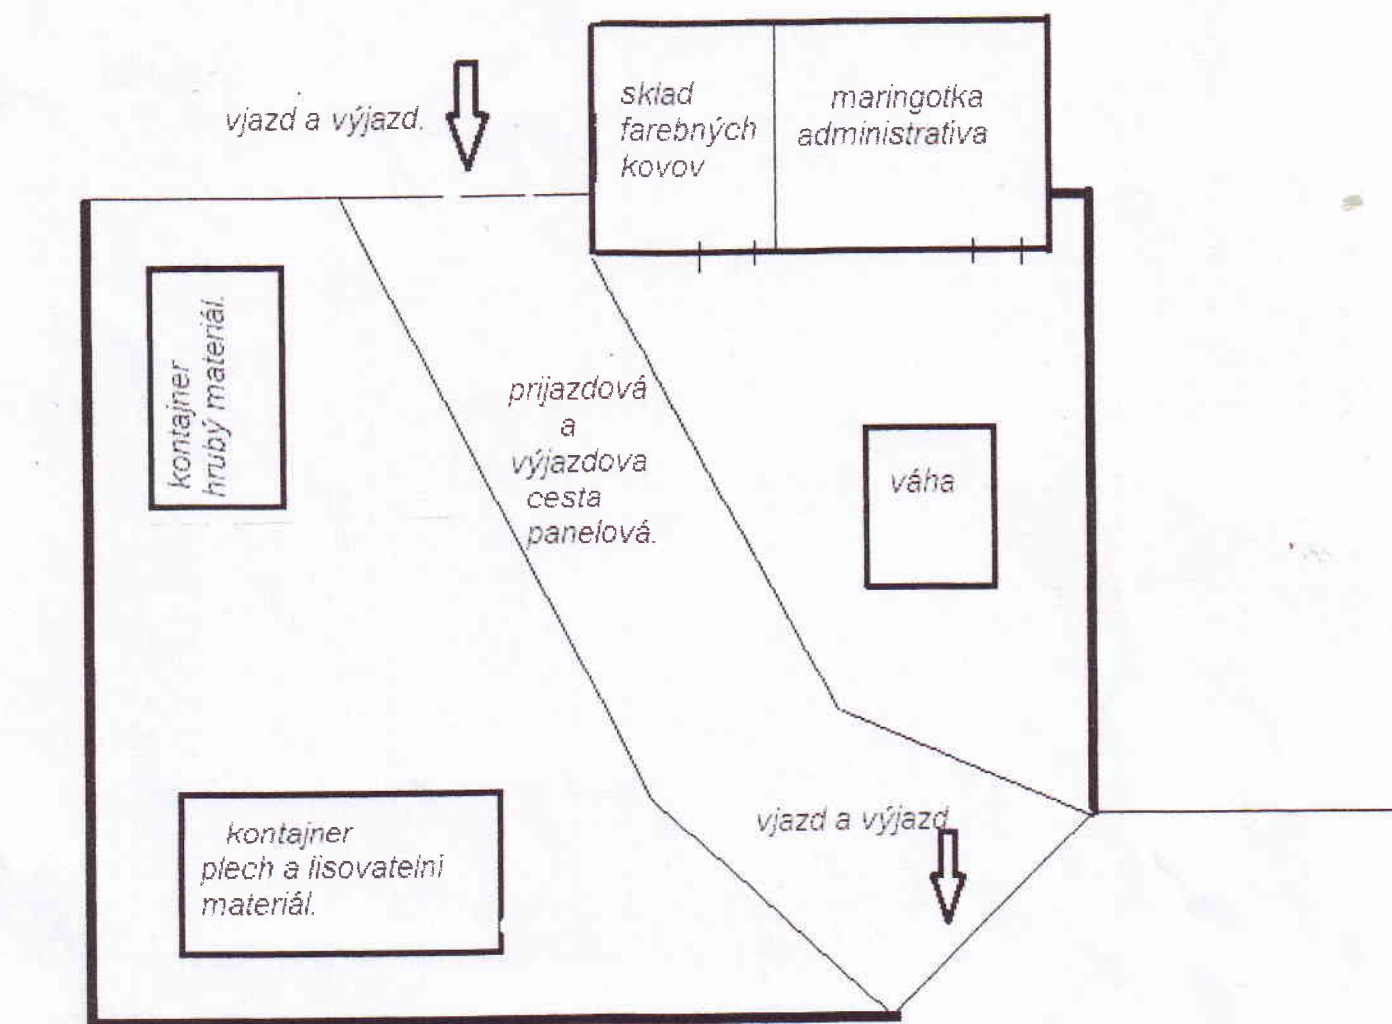 vjazd a výjazd.
sklad
farebných
kovov
maringotka
administratíva
kontajner
hrubý materiál.
prijazdová
a
výjazdova
cesta
panelová.
váha
kontajner
plech a lisovatelni
materiál.
vjazd a výjazd